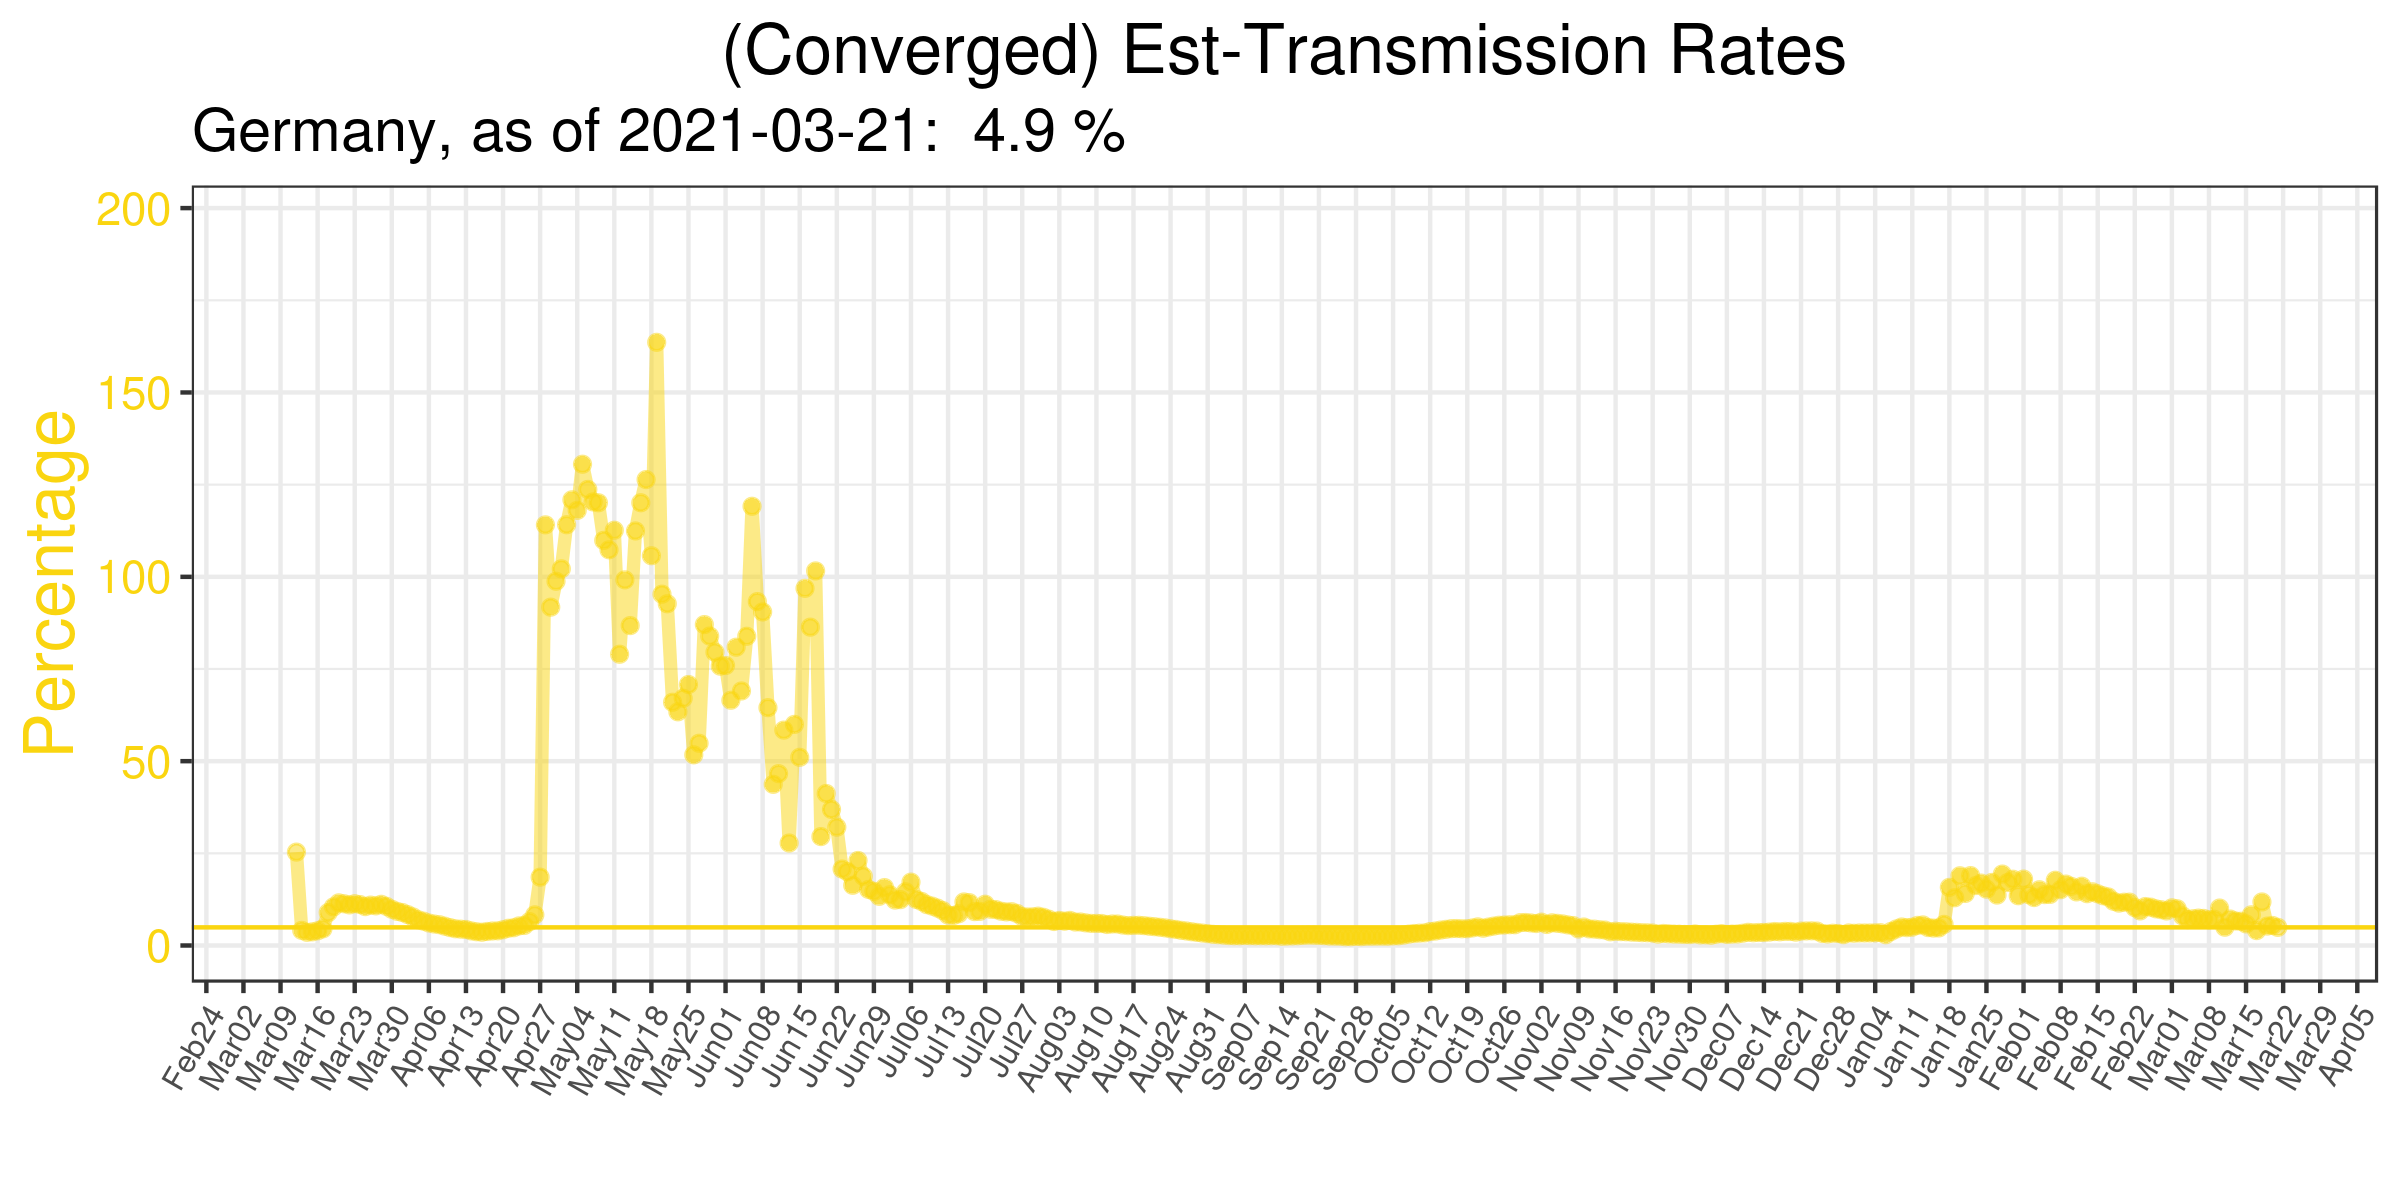 (Converged) Est-Transmission Rates
Germany, as of 2021-03-21:  4.9 %
Percentage
200
150
100
50
0
Feb24
Mar02
Mar09
Mar16
Mar23
Mar30
Apr06
Apr13
Apr20
Apr27
May04
May11
May18
May25
Jun01
Jun08
Jun15
Jun22
Jun29
Jul06
Jul13
Jul20
Jul27
Aug03
Aug10
Aug17
Aug24
Aug31
Sep07
Sep14
Sep21
Sep28
Oct05
Oct12
Oct19
Oct26
Nov02
Nov09
Nov16
Nov23
Nov30
Dec07
Dec14
Dec21
Dec28
Jan04
Jan11
Jan18
Jan25
Feb01
Feb08
Feb15
Feb22
Mar01
Mar08
Mar15
Mar22
Mar29
Apr05